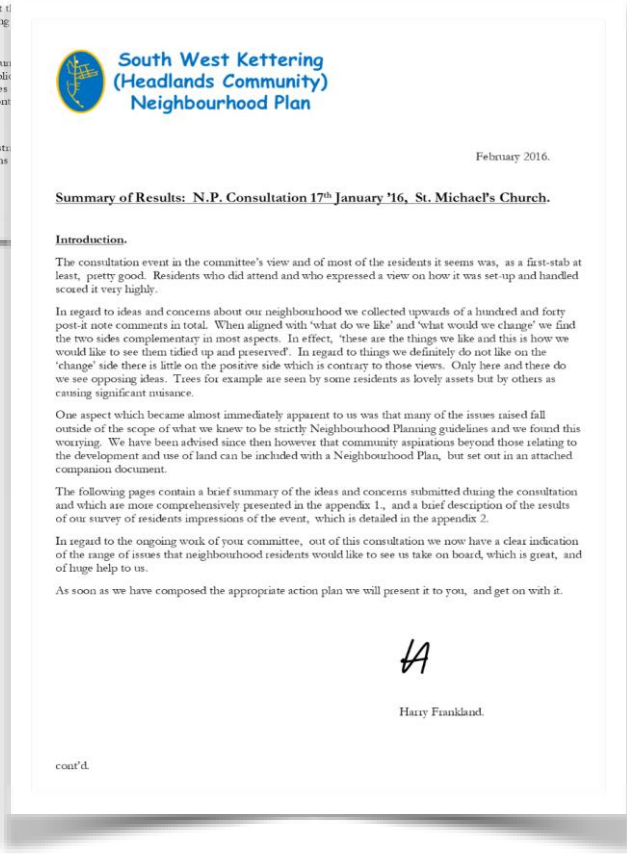 South West Kettering
(Headlands Community)
Neighbourhood Plan
February 2016.
Summary of Results: N.P. Consultation 17th January '16, St. Michael's Church.
Introduction.
The consultation event in the committee's view and of most of the residents it seems was, as a first-stab at
least, pretty good. Residents who did attend and who expressed a view on how it was set-up and handled
scored it very highly.
In regard to ideas and concerns about our neighbourhood we collected upwards of a hundred and forty
post-it note comments in total. When aligned with 'what do we like' and 'what would we change' we find
the two sides complementary in most aspects. In effect, 'these are the things we like and this is how we
would like to see them tidied up and preserved'. In regard to things we definitely do not like on the
'change' side there is little on the positive side which is contrary to those views. Only here and there do
we see opposing ideas. Trees for example are seen by some residents as lovely assets but by others as
causing significant nuisance.
One aspect which became almost immediately apparent to us was that many of the issues raised fall
outside of the scope of what we knew to be strictly Neighbourhood Planning guidelines and we found this
worrying. We have been advised since then however that community aspirations beyond those relating to
the development and use of land can be included with a Neighbourhood Plan, but set out in an attached
companion document.
The following pages contain a brief summary of the ideas and concerns submitted during the consultation
and which are more comprehensively presented in the appendix 1., and a brief description of the results
of our survey of residents impressions of the event, which is detailed in the appendix 2.
In regard to the ongoing work of your committee, out of this consultation we now have a clear indication
of the range of issues that neighbourhood residents would like to see us take on board, which is great, and
of huge help to us.
As soon as we have composed the appropriate action plan we will present it to you, and get on with it.
Harry Frankland.
cont'd.